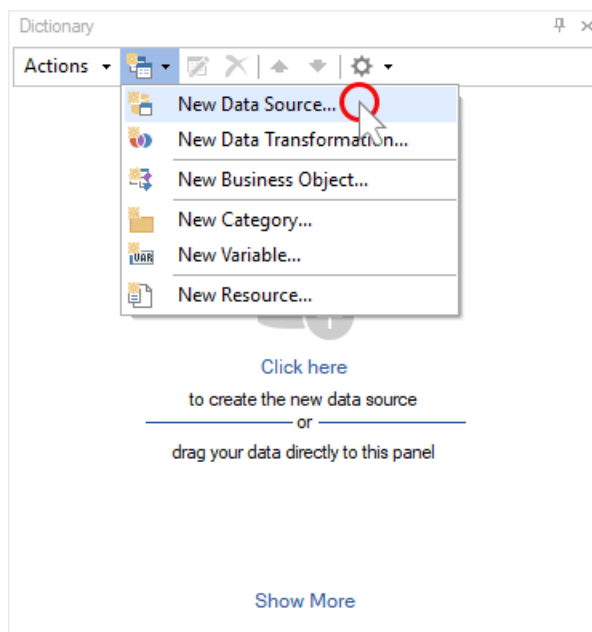 Dictionary
Actions
New Data Source...
New Data Transformation...
New Business Object...
New Category...
VAR New Variable...
New Resource...
Click here
to create the new data source
or
drag your data directly to this panel
Show More